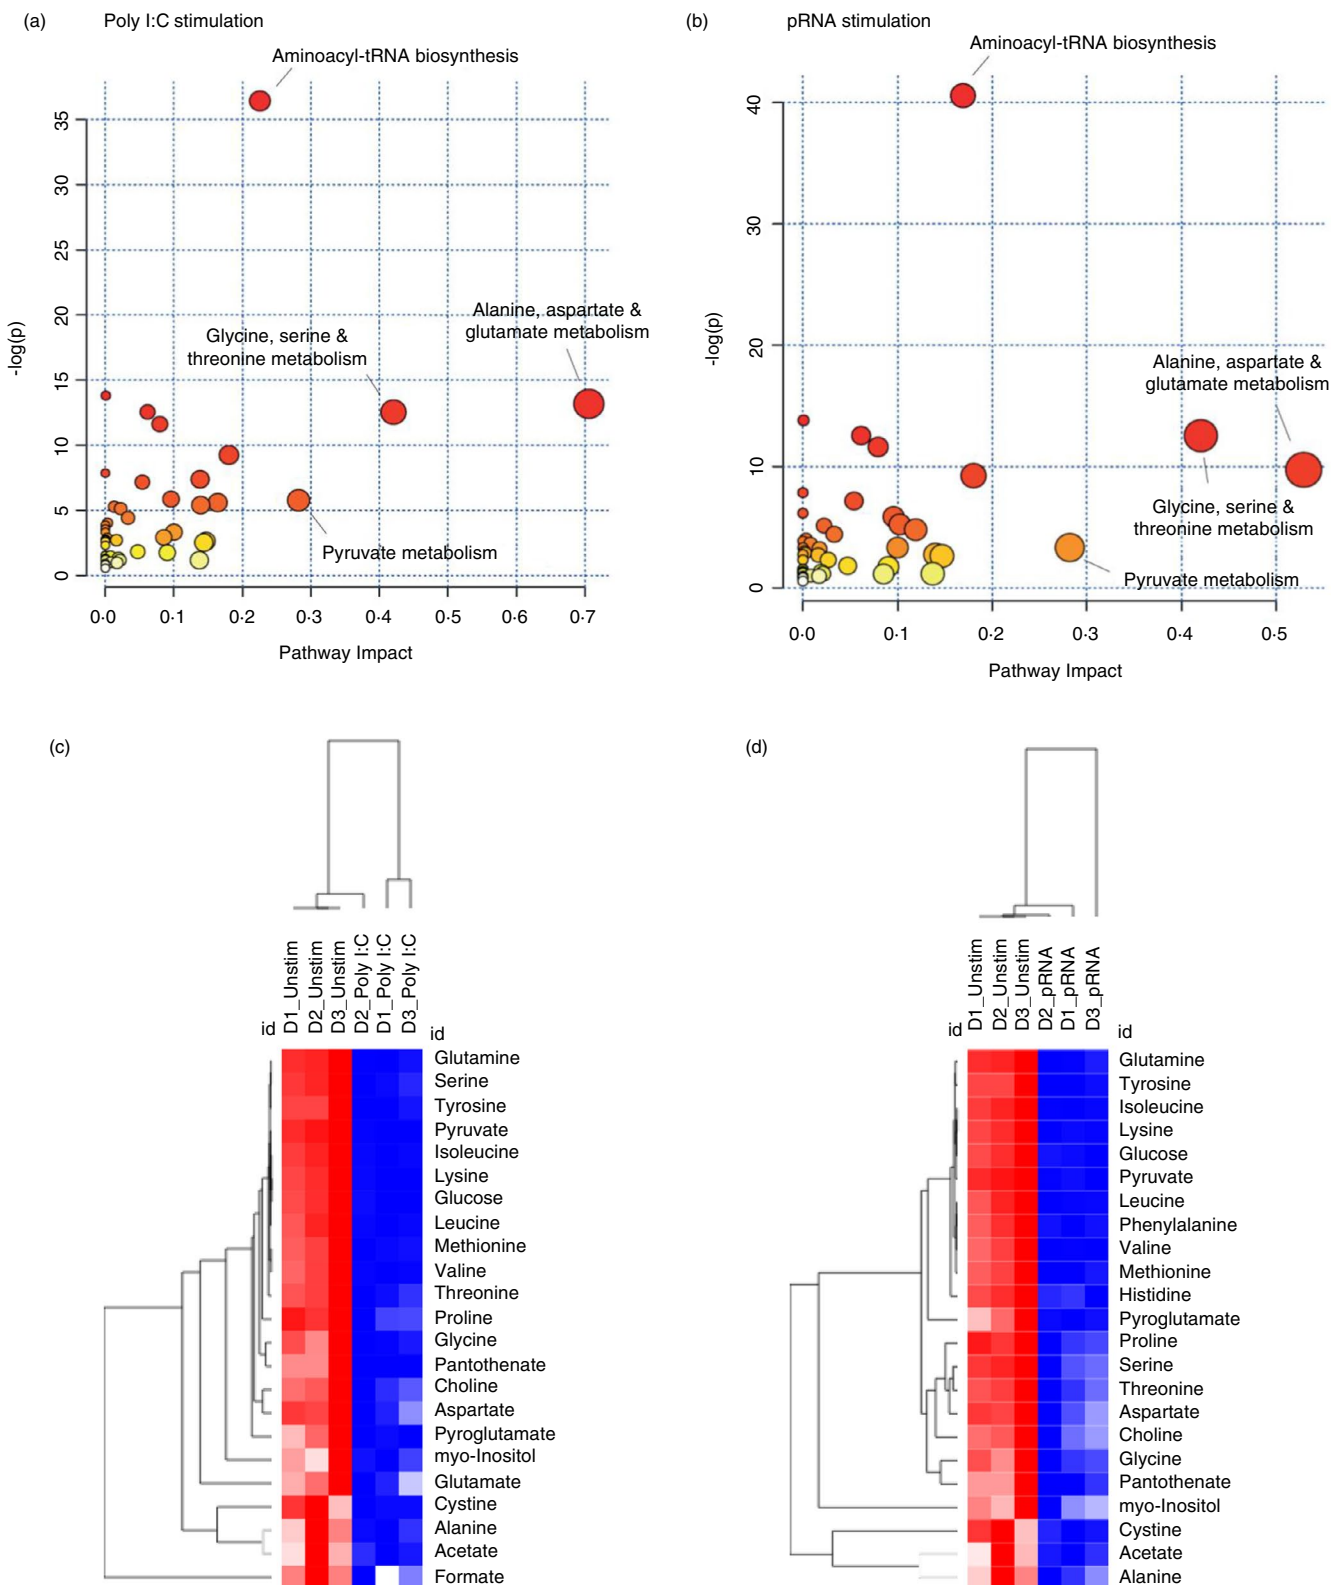 (a)
Poly I:C stimulation
Aminoacyl-tRNA biosynthesis
35
30
25
20
15
10
5
0
-log(p)
Alanine, aspartate &
glutamate metabolism
Glycine, serine &
threonine metabolism
Pyruvate metabolism
0·0 0·1 0·2 0·3 0·4 0·5 0·6 0·7
Pathway Impact
(b)
pRNA stimulation
Aminoacyl-tRNA biosynthesis
40
30
20
10
0
-log(p)
Alanine, aspartate &
glutamate metabolism
Glycine, serine &
threonine metabolism
Pyruvate metabolism
0·0 0·1 0·2 0·3 0·4 0·5
Pathway Impact
(c)
id
D1_Unstim
D2_Unstim
D3_Unstim
D2_Poly I:C
D1_Poly I:C
D3_Poly I:C
id
Glutamine
Serine
Tyrosine
Pyruvate
Isoleucine
Lysine
Glucose
Leucine
Methionine
Valine
Threonine
Proline
Glycine
Pantothenate
Choline
Aspartate
Pyroglutamate
myo-Inositol
Glutamate
Cystine
Alanine
Acetate
Formate
(d)
id
D1_Unstim
D2_Unstim
D3_Unstim
D2_pRNA
D1_pRNA
D3_pRNA
id
Glutamine
Tyrosine
Isoleucine
Lysine
Glucose
Pyruvate
Leucine
Phenylalanine
Valine
Methionine
Histidine
Pyroglutamate
Proline
Serine
Threonine
Aspartate
Choline
Glycine
Pantothenate
myo-Inositol
Cystine
Acetate
Alanine